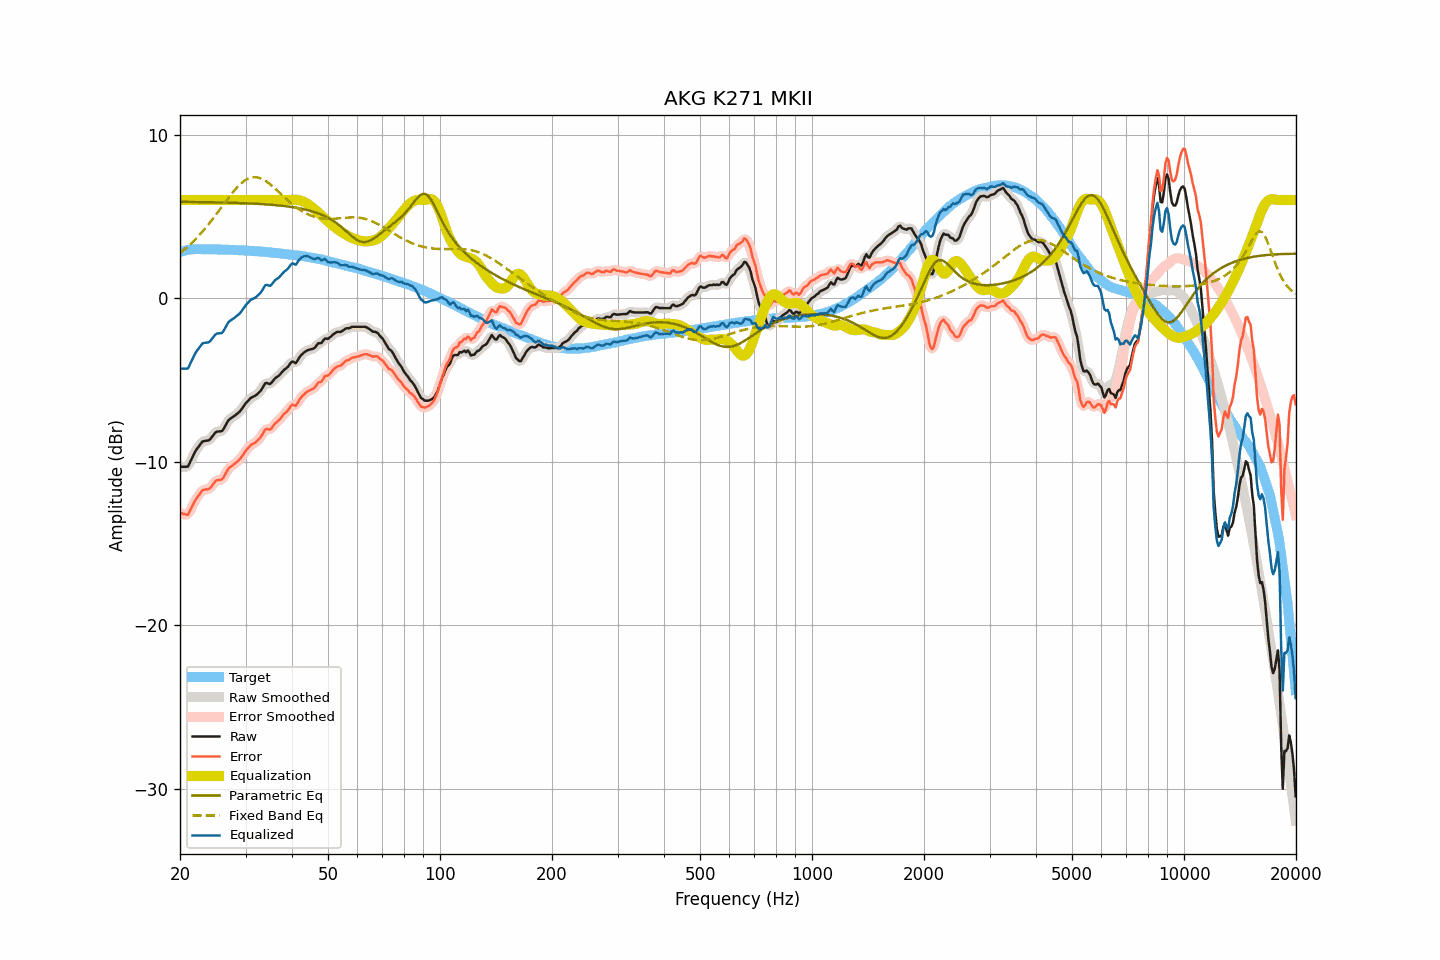 AKG K271 MKII
Amplitude (dBr)
10
0
−10
−20
−30
Target
Raw Smoothed
Error Smoothed
Raw
Error
Equalization
Parametric Eq
Fixed Band Eq
Equalized
20 50 100 200 500 1000 2000 5000 10000 20000
Frequency (Hz)